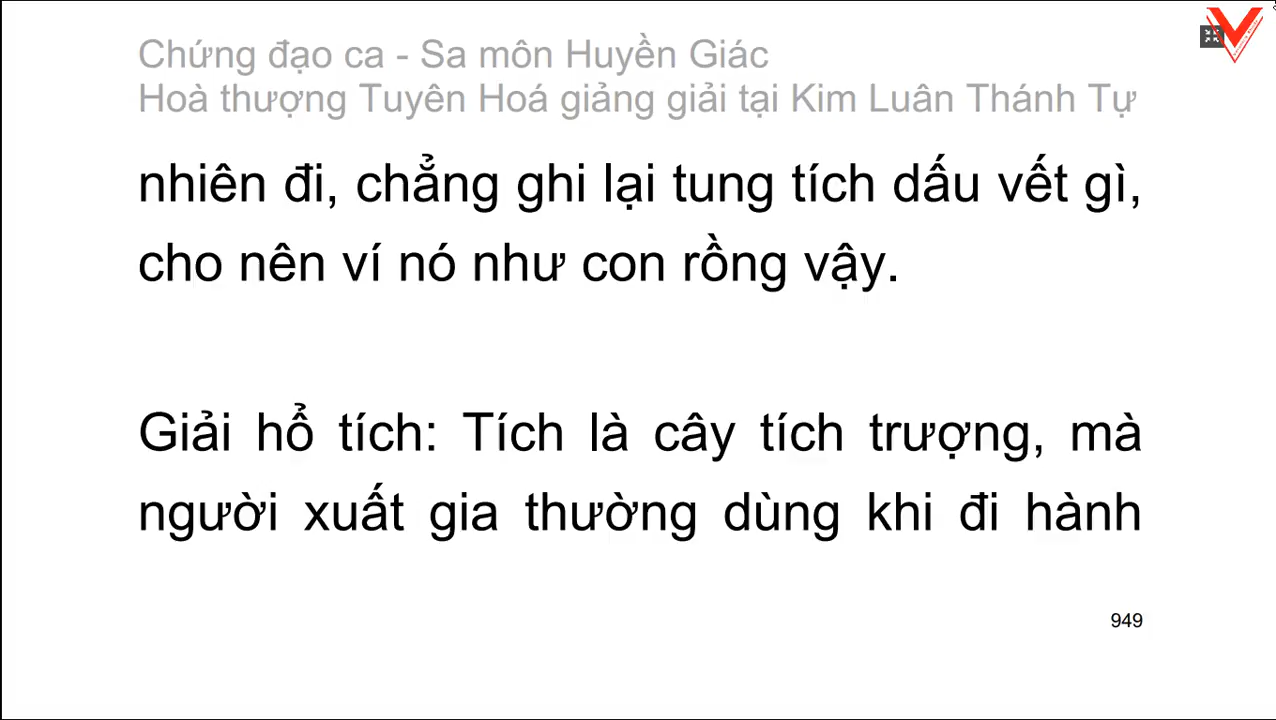 Chứng đạo ca - Sa môn Huyền Giác
Hoà thượng Tuyên Hoá giảng giải tại Kim Luân Thánh Tự
nhiên đi, chẳng ghi lại tung tích dấu vết gì,
cho nên ví nó như con rồng vậy.
Giải hổ tích: Tích là cây tích trượng, mà
người xuất gia thường dùng khi đi hành
949